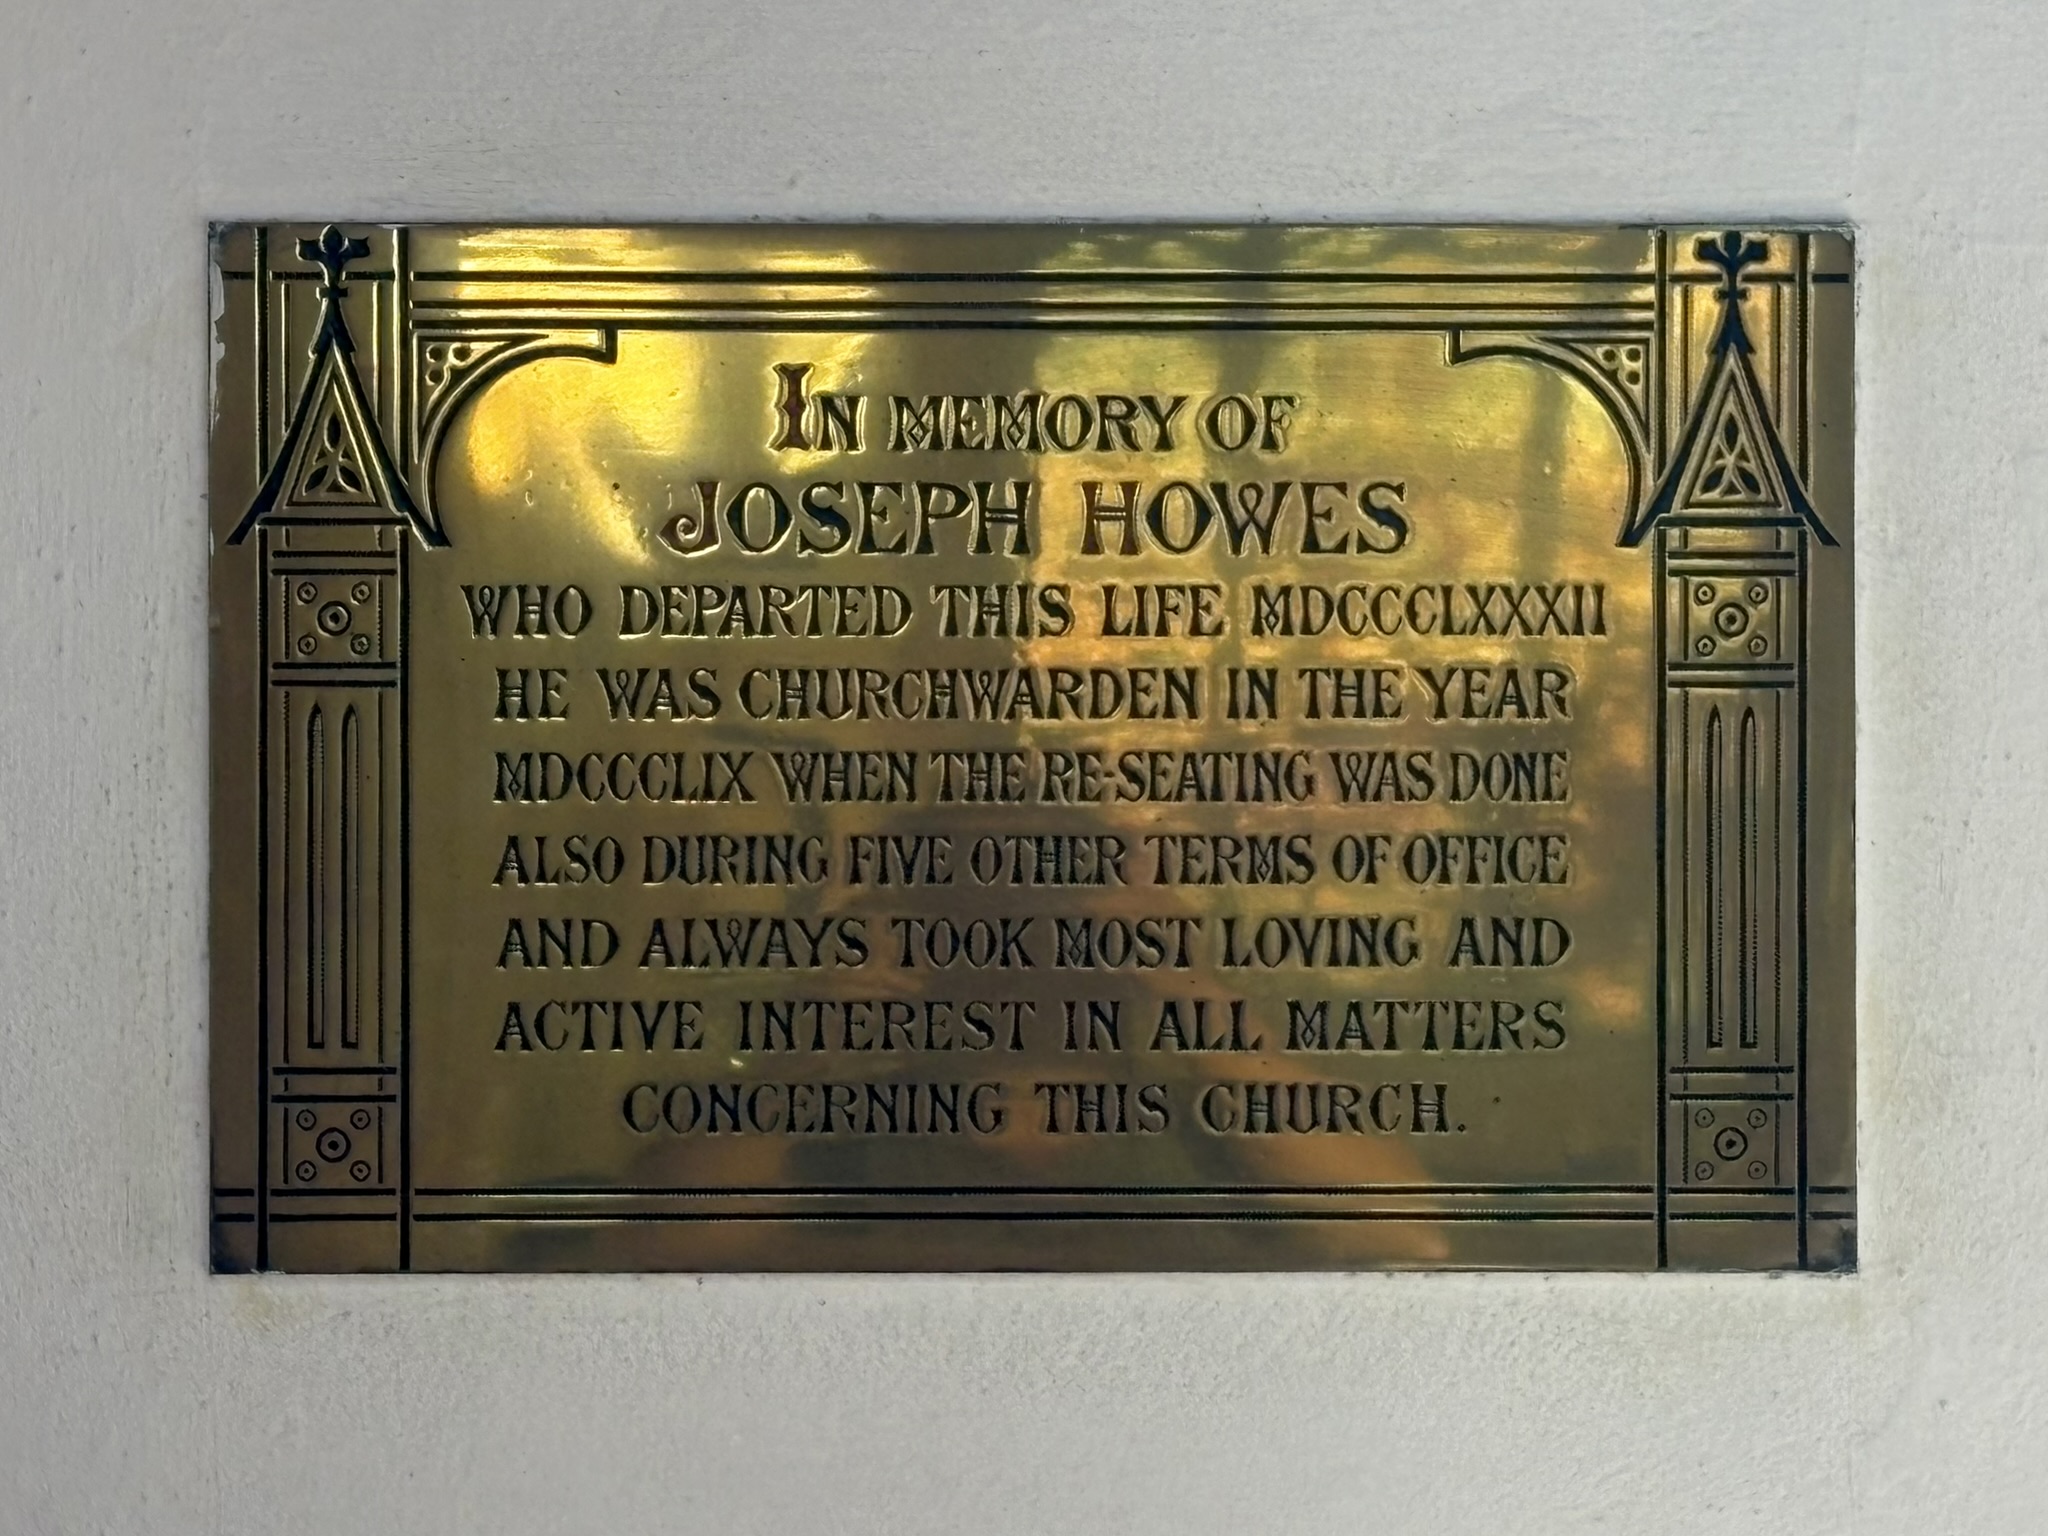 IN MEMORY OF
JOSEPH HOWES
WHO DEPARTED THIS LIFE MDCCCLXXXII
HE WAS CHURCHWARDEN IN THE YEAR
MDCCCLIX WHEN THE RE-SEATING WAS DONE
ALSO DURING FIVE OTHER TERMS OF OFFICE
AND ALWAYS TOOK MOST LOVING AND
ACTIVE INTEREST IN ALL MATTERS
CONCERNING THIS CHURCH.